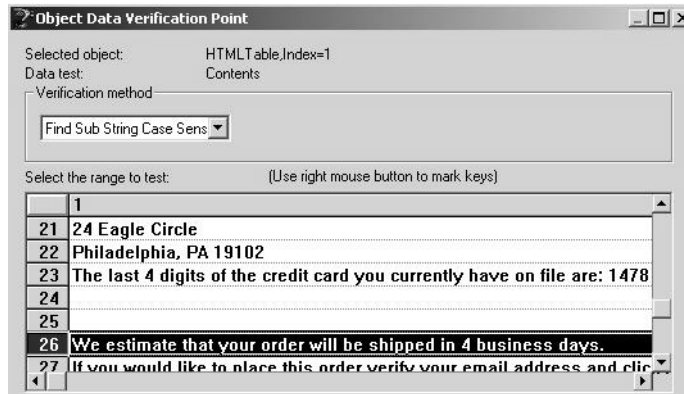 Object Data Verification Point
Selected object: HTMLTable,Index=1
Data test: Contents
Verification method
Find Sub String Case Sens
Select the range to test: (Use right mouse button to mark keys)
1
21 24 Eagle Circle
22 Philadelphia, PA 19102
23 The last 4 digits of the credit card you currently have on file are: 1478
24
25
26 We estimate that your order will be shipped in 4 business days.
27 If you would like to place this order verify your email address and clic